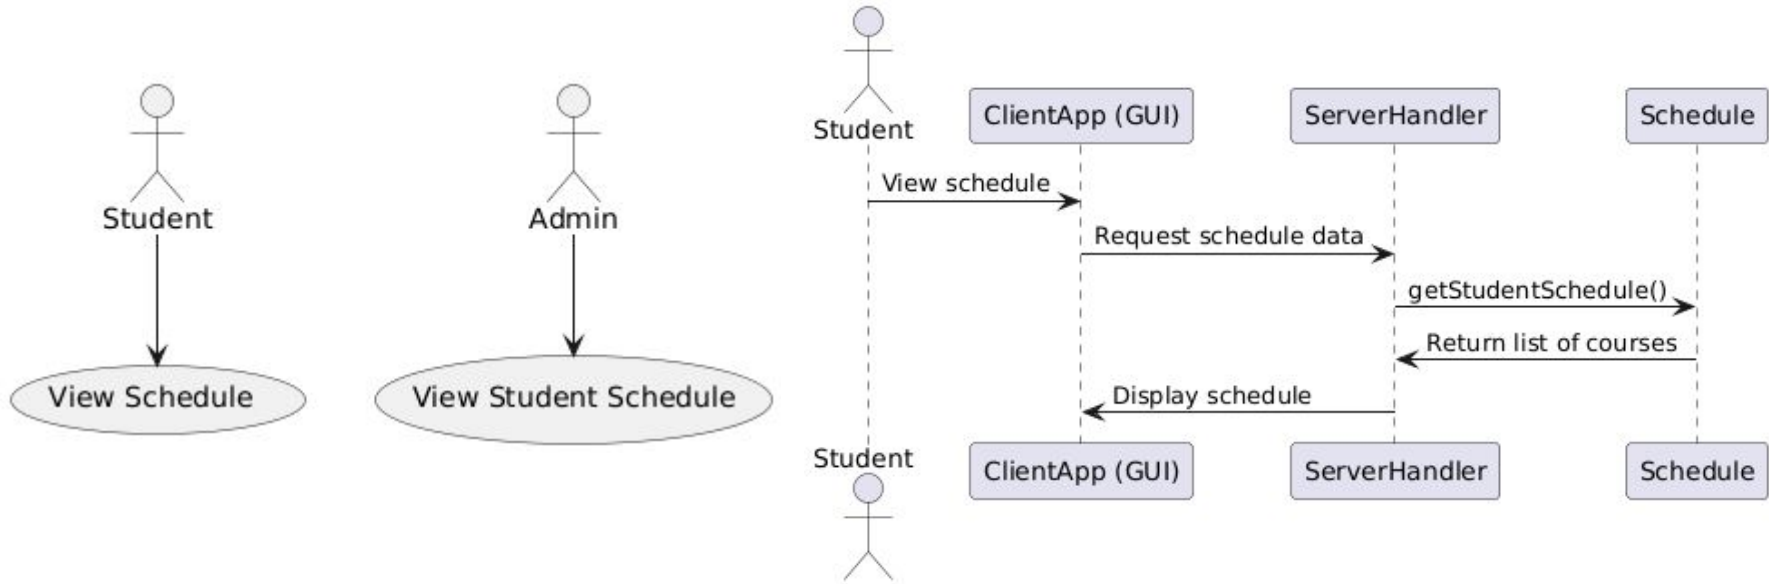 Student
View Schedule
Admin
View Student Schedule
Student
ClientApp (GUI)
ServerHandler
Schedule
View schedule
Request schedule data
getStudentSchedule()
Return list of courses
Display schedule
Student
ClientApp (GUI)
ServerHandler
Schedule